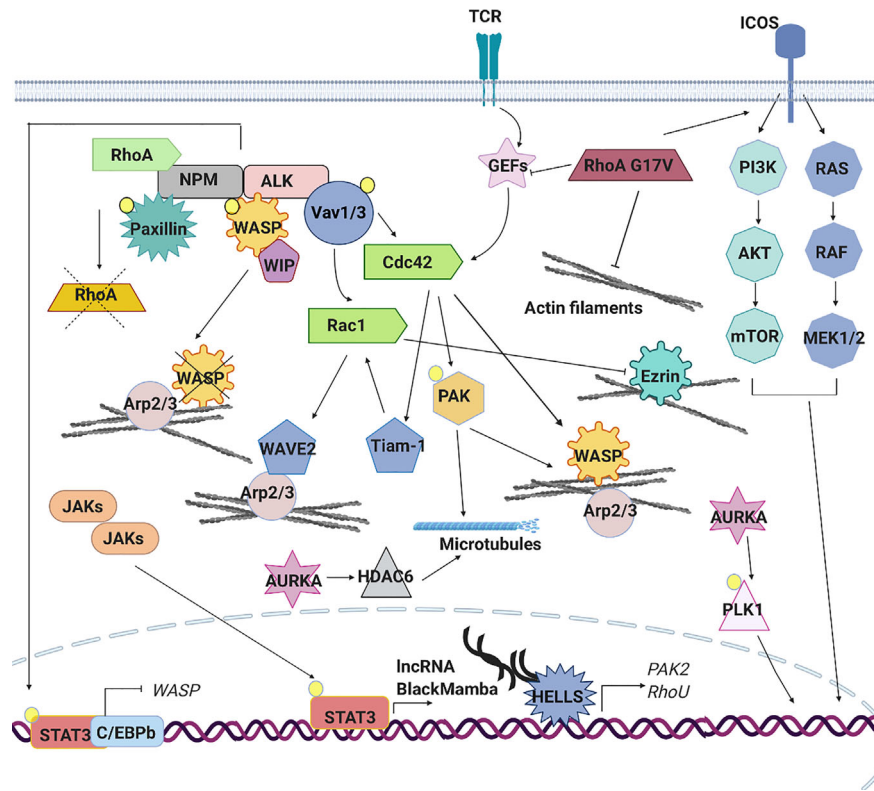 TCR
ICOS
RhoA
NPM
ALK
GEFs
RhoA G17V
PI3K
RAS
Paxillin
WASP
Vav1/3
WIP
Cdc42
AKT
RAF
RhoA
Actin filaments
Rac1
mTOR
MEK1/2
WASP
Ezrin
Arp2/3
PAK
WAVE2
Tiam-1
WASP
Arp2/3
Arp2/3
JAKs
JAKs
AURKA
Microtubules
AURKA
HDAC6
PLK1
lncRNA
BlackMamba
PAK2
RhoU
WASP
HELLS
STAT3
STAT3
C/EBPb